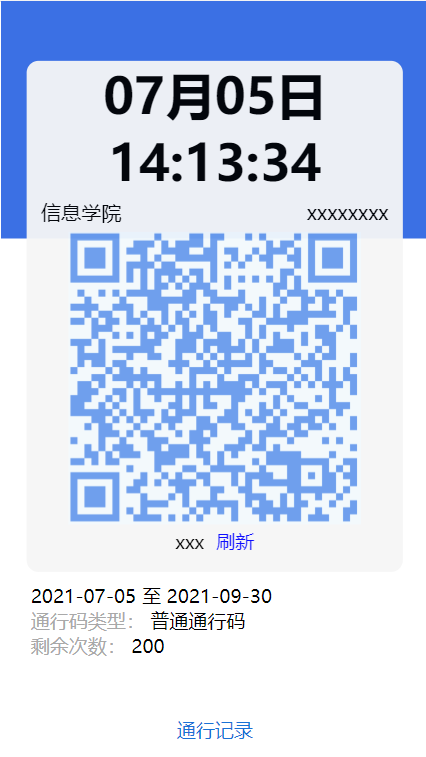 07月05日
14:13:34
信息学院 xxxxxxxx
xxx 刷新
2021-07-05 至 2021-09-30
通行码类型： 普通通行码
剩余次数： 200
通行记录